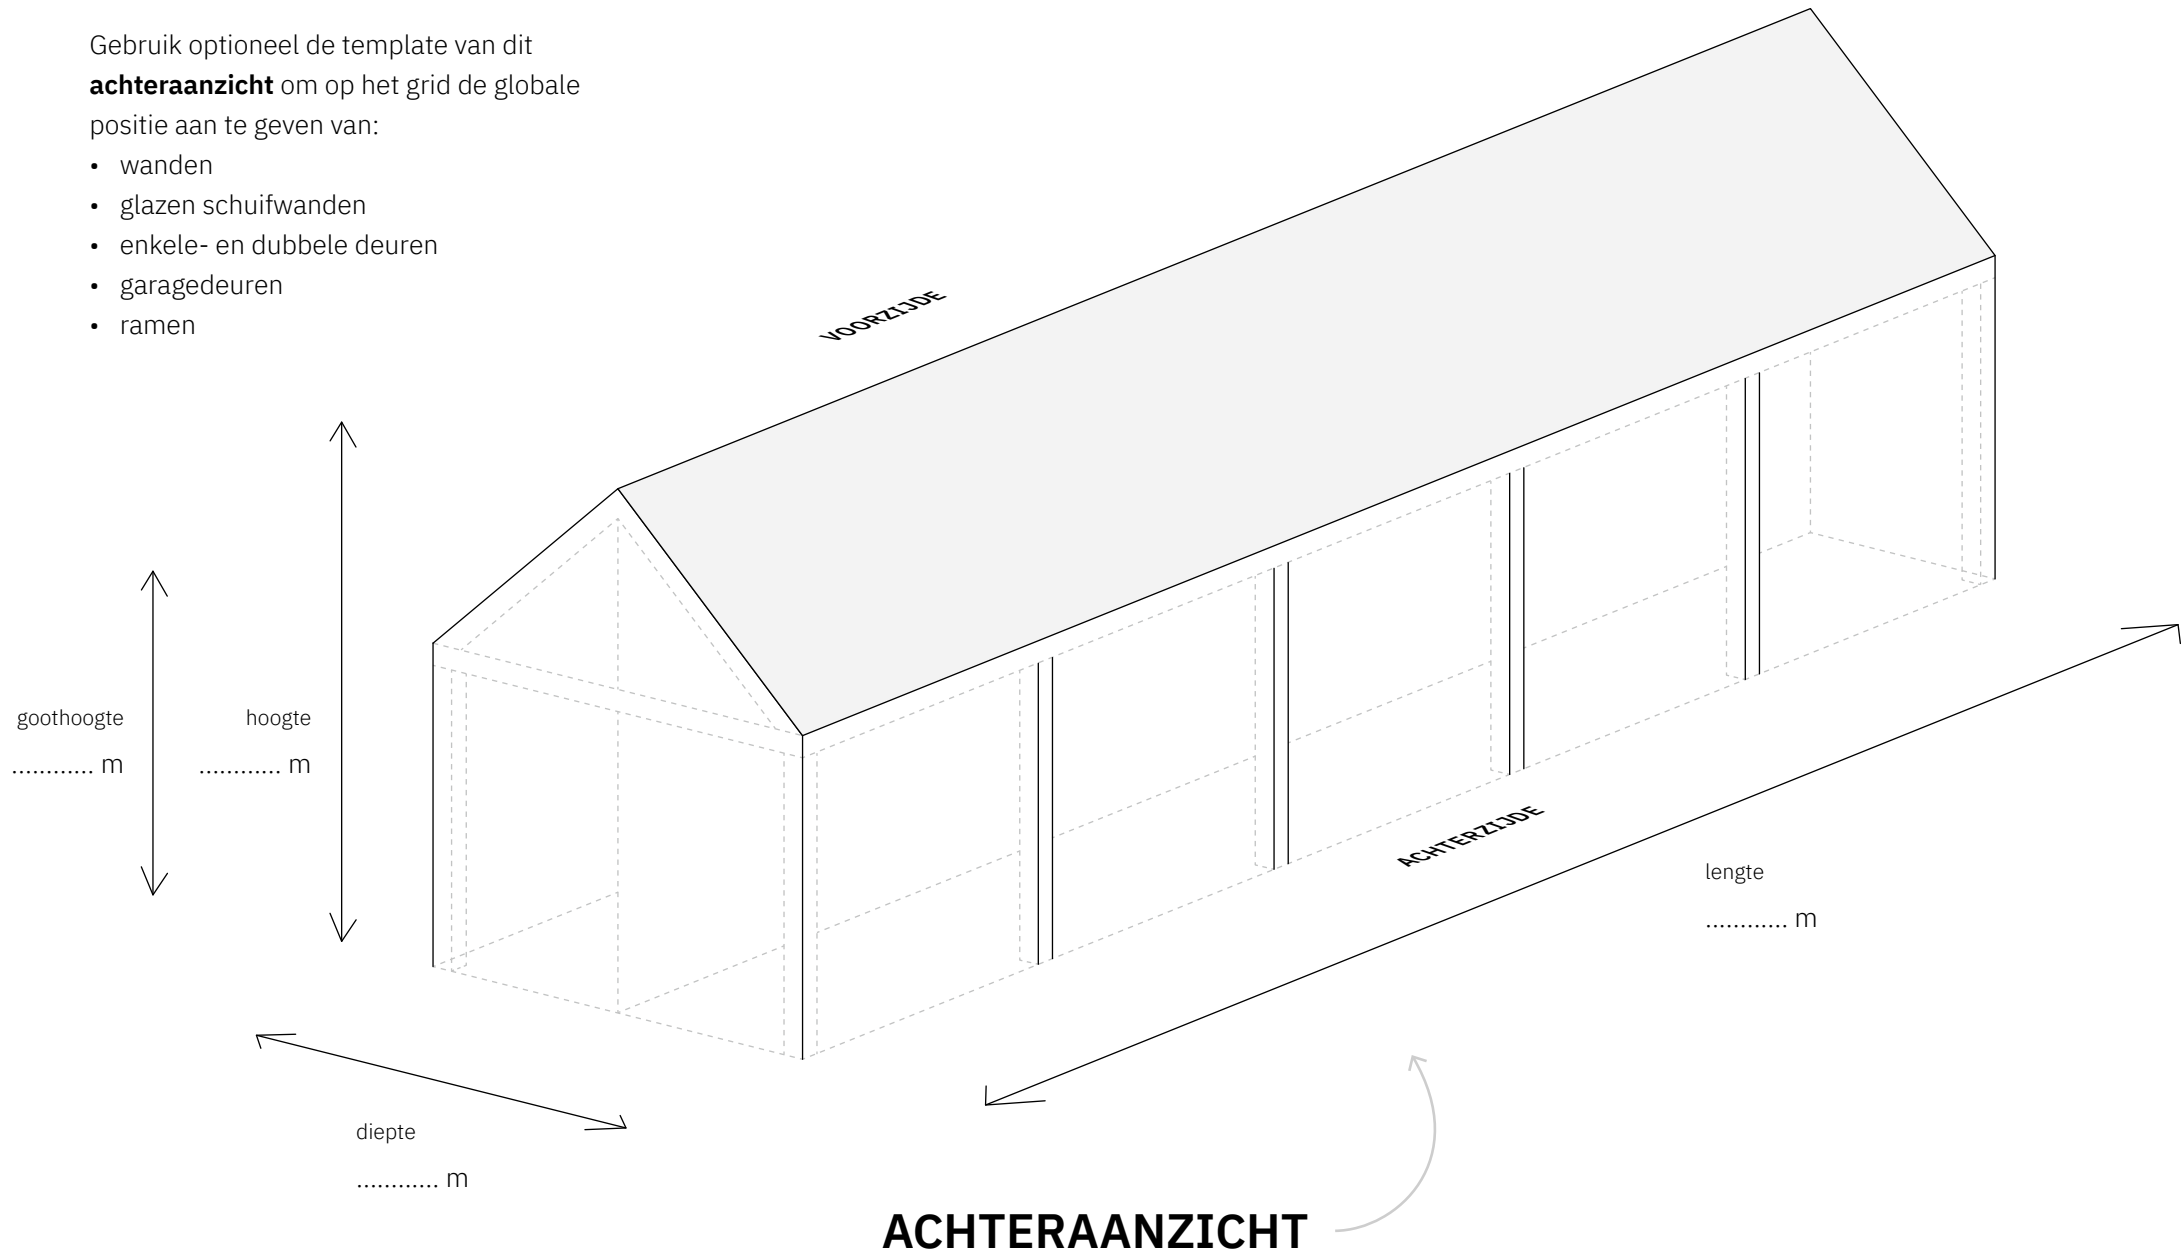 Gebruik optioneel de template van dit
achteraanzicht om op het grid de globale
positie aan te geven van:
• wanden
• glazen schuifwanden
• enkele- en dubbele deuren
• garagedeuren
• ramen
VOORZIJDE
goothoogte
............ m
hoogte
............ m
ACHTERZIJDE
lengte
............ m
diepte
............ m
ACHTERAANZICHT